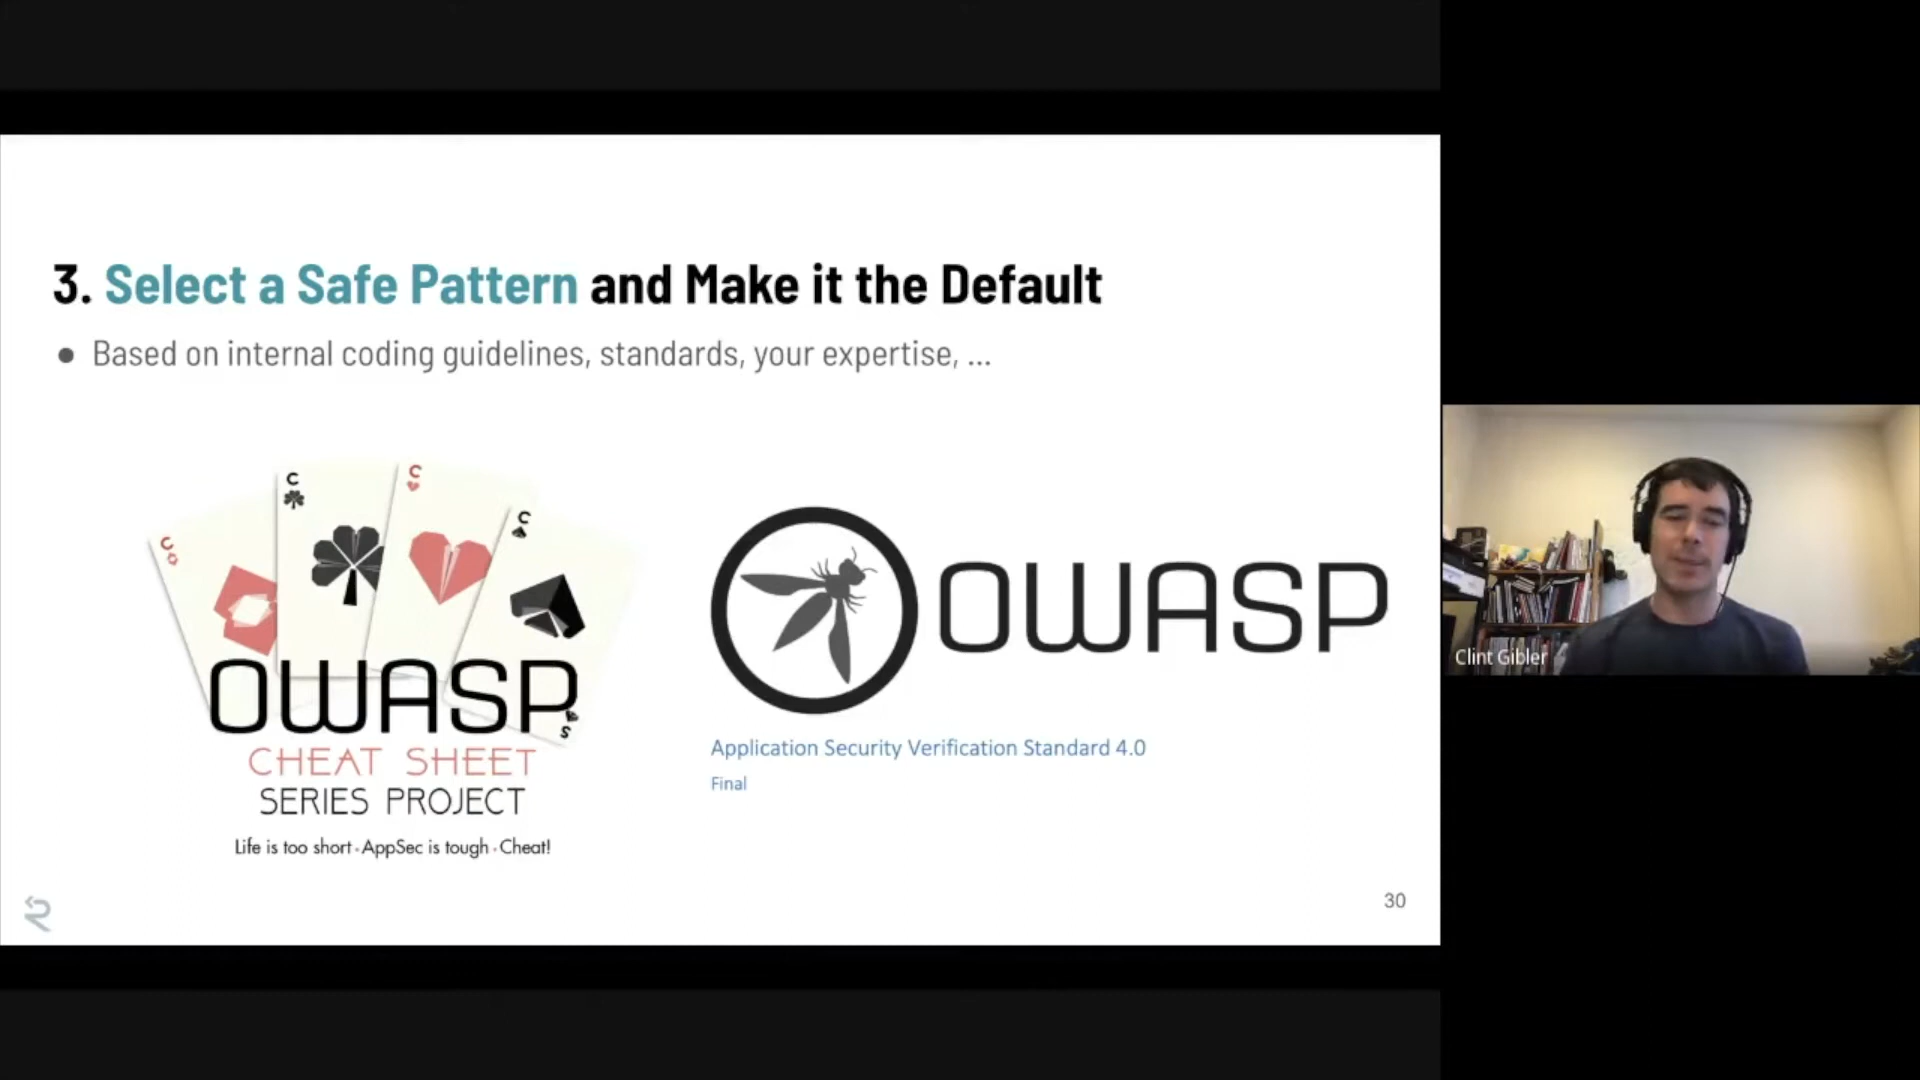 3. Select a Safe Pattern and Make it the Default
● Based on internal coding guidelines, standards, your expertise, ...
C
C
C
C
OWASP
S
CHEAT SHEET
SERIES PROJECT
Life is too short · AppSec is tough · Cheat!
OWASP
Application Security Verification Standard 4.0
Final
30
Clint Gibler